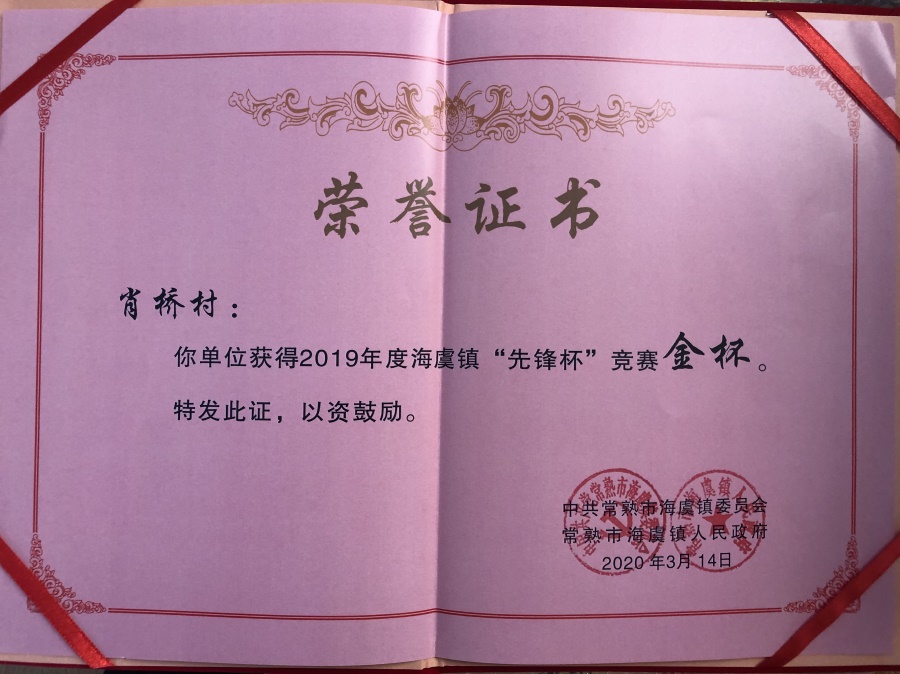 荣誉证书
肖桥村：
你单位获得2019年度海虞镇“先锋杯”竞赛金杯。
特发此证，以资鼓励。
中共常熟市海虞镇委员会
常熟市海虞镇人民政府
2020年3月14日